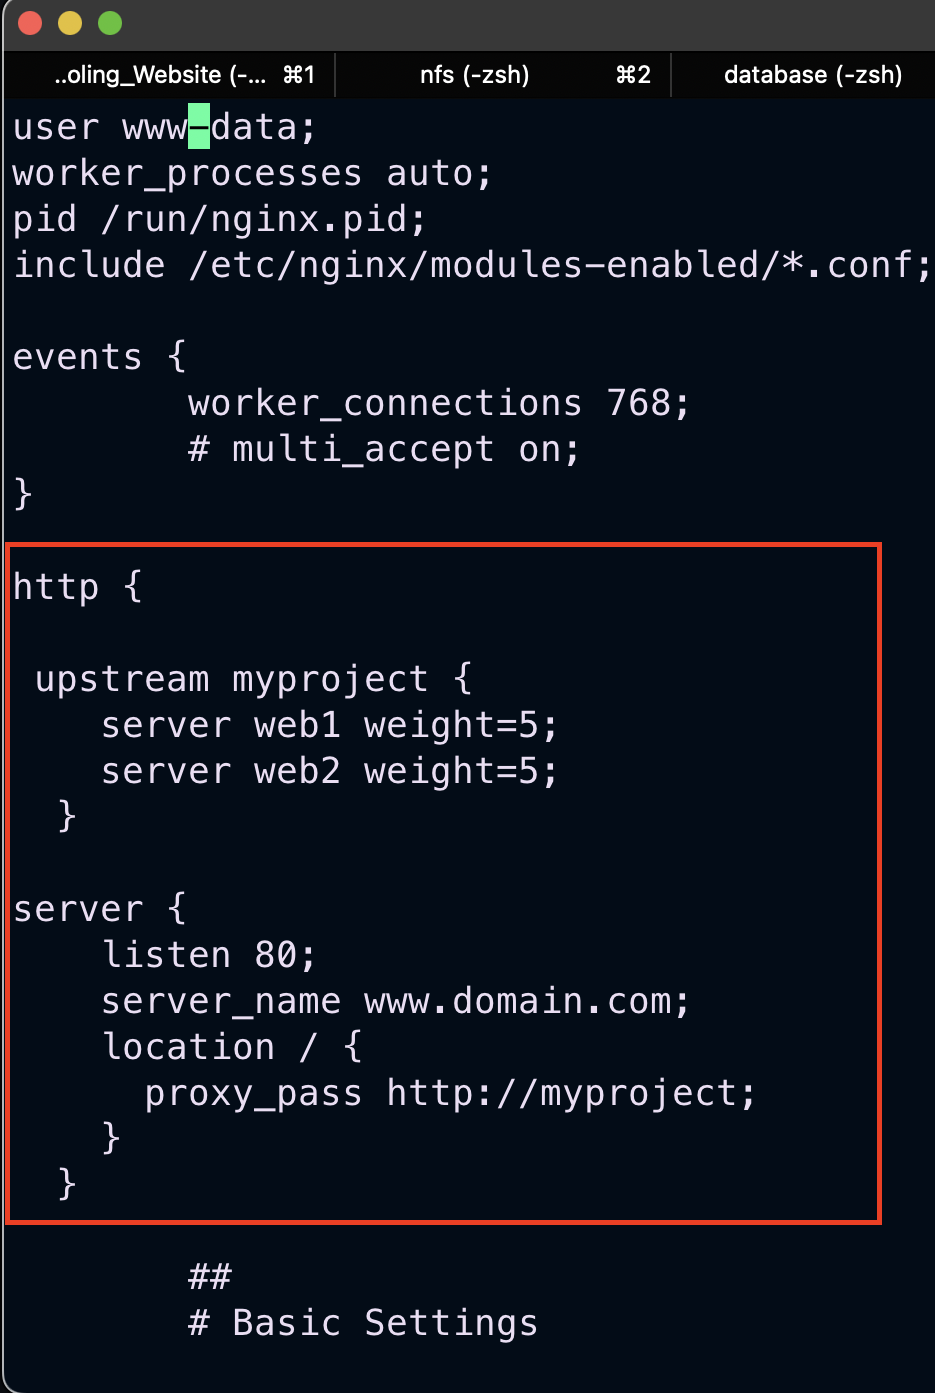 ..oling_Website (-... ⌘1 nfs (-zsh) ⌘2 database (-zsh)
user www-data;
worker_processes auto;
pid /run/nginx.pid;
include /etc/nginx/modules-enabled/*.conf;
events {
worker_connections 768;
# multi_accept on;
}
http {
upstream myproject {
server web1 weight=5;
server web2 weight=5;
}
server {
listen 80;
server_name www.domain.com;
location / {
proxy_pass http://myproject;
}
}
##
# Basic Settings